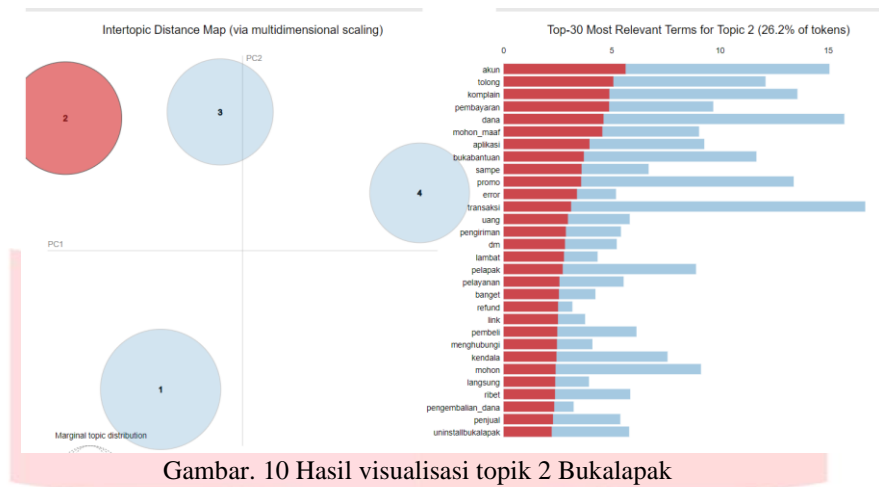 Intertopic Distance Map (via multidimensional scaling)
PC2
2
3
4
PC1
1
Marginal topic distribution
Top-30 Most Relevant Terms for Topic 2 (26.2% of tokens)
0 5 10 15
akun
tolong
komplain
pembayaran
dana
mohon_maaf
aplikasi
bukabantuan
sampe
promo
error
transaksi
uang
pengiriman
dm
lambat
pelapak
pelayanan
banget
refund
link
pembeli
menghubungi
kendala
mohon
langsung
ribet
pengembalian_dana
penjual
uninstallbukalapak
Gambar. 10 Hasil visualisasi topik 2 Bukalapak